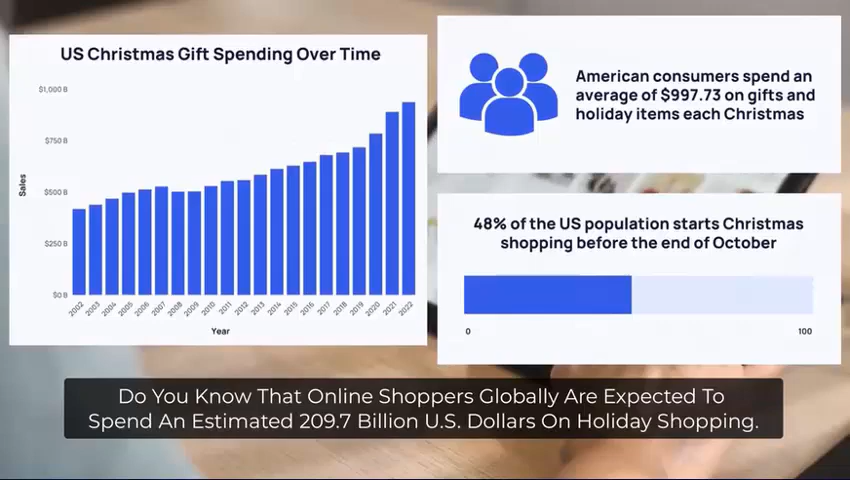 US Christmas Gift Spending Over Time
$1,000 B
$750 B
$500 B
$250 B
$0 B
Sales
2002
2003
2004
2005
2006
2007
2008
2009
2010
2011
2012
2013
2014
2015
2016
2017
2018
2019
2020
2021
2022
Year
American consumers spend an
average of $997.73 on gifts and
holiday items each Christmas
48% of the US population starts Christmas
shopping before the end of October
0
100
Do You Know That Online Shoppers Globally Are Expected To
Spend An Estimated 209.7 Billion U.S. Dollars On Holiday Shopping.